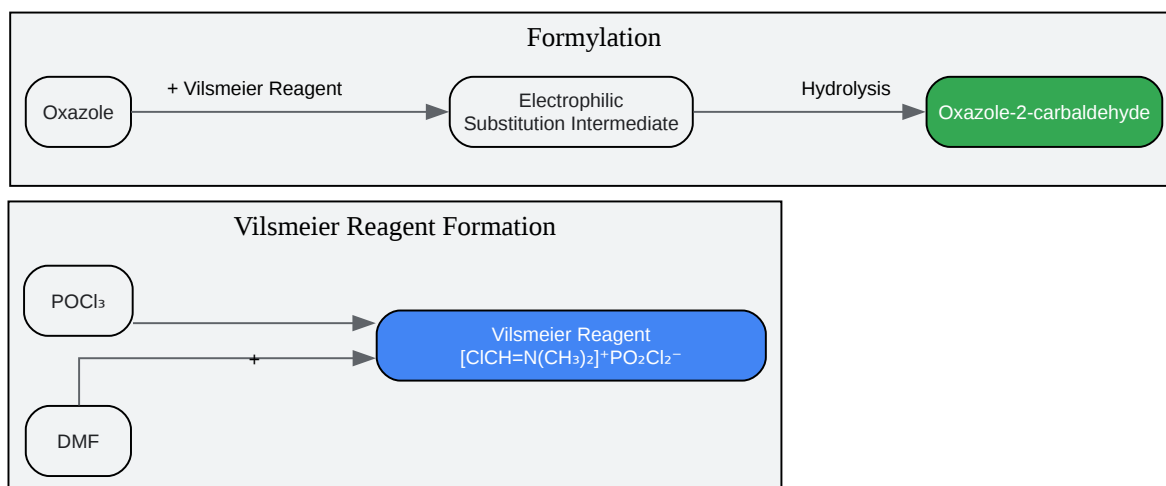 Formylation
Oxazole
+ Vilsmeier Reagent
Electrophilic
Substitution Intermediate
Hydrolysis
Oxazole-2-carbaldehyde
Vilsmeier Reagent Formation
POCl₃
Vilsmeier Reagent
[ClCH=N(CH₃)₂]⁺PO₂Cl₂⁻
+
DMF